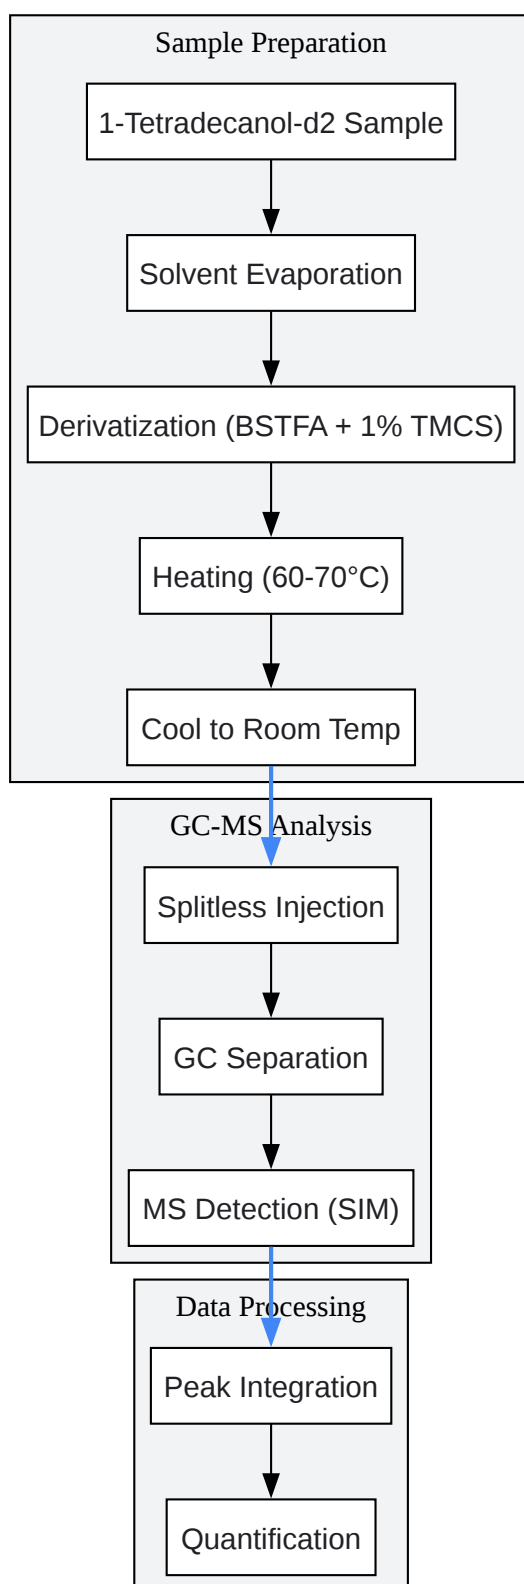 Sample Preparation
1-Tetradecanol-d2 Sample
Solvent Evaporation
Derivatization (BSTFA + 1% TMCS)
Heating (60-70°C)
Cool to Room Temp
GC-MS Analysis
Splitless Injection
GC Separation
MS Detection (SIM)
Data Processing
Peak Integration
Quantification